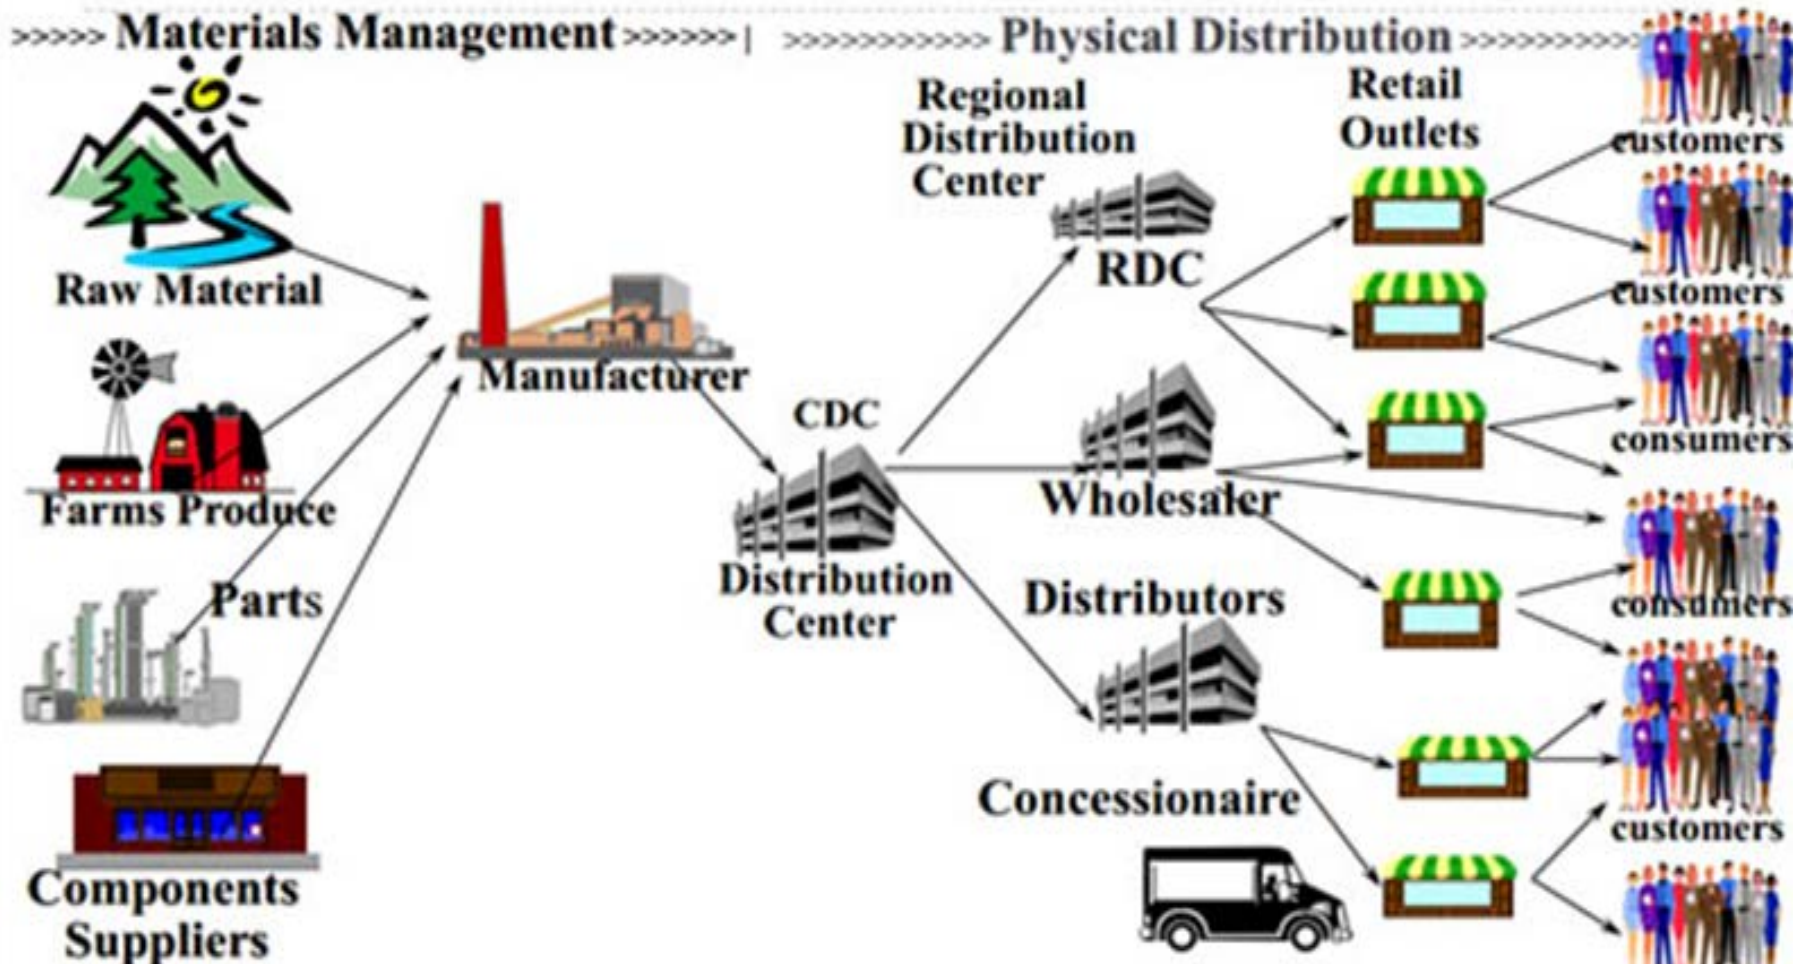 >>>>> Materials Management >>>>>> | >>>>>>>>>>> Physical Distribution >>>>>>>>>>
Regional
Distribution
Center
Retail
Outlets
customers
RDC
Raw Material
customers
Manufacturer
CDC
consumers
Farms Produce
Wholesaler
Parts
Distribution
Center
Distributors
consumers
Concessionaire
customers
Components
Suppliers